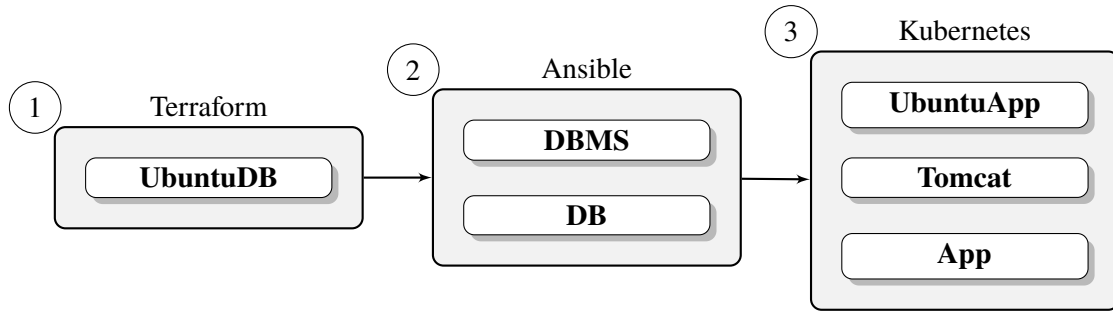 1
Terraform
UbuntuDB
2
Ansible
DBMS
DB
3
Kubernetes
UbuntuApp
Tomcat
App